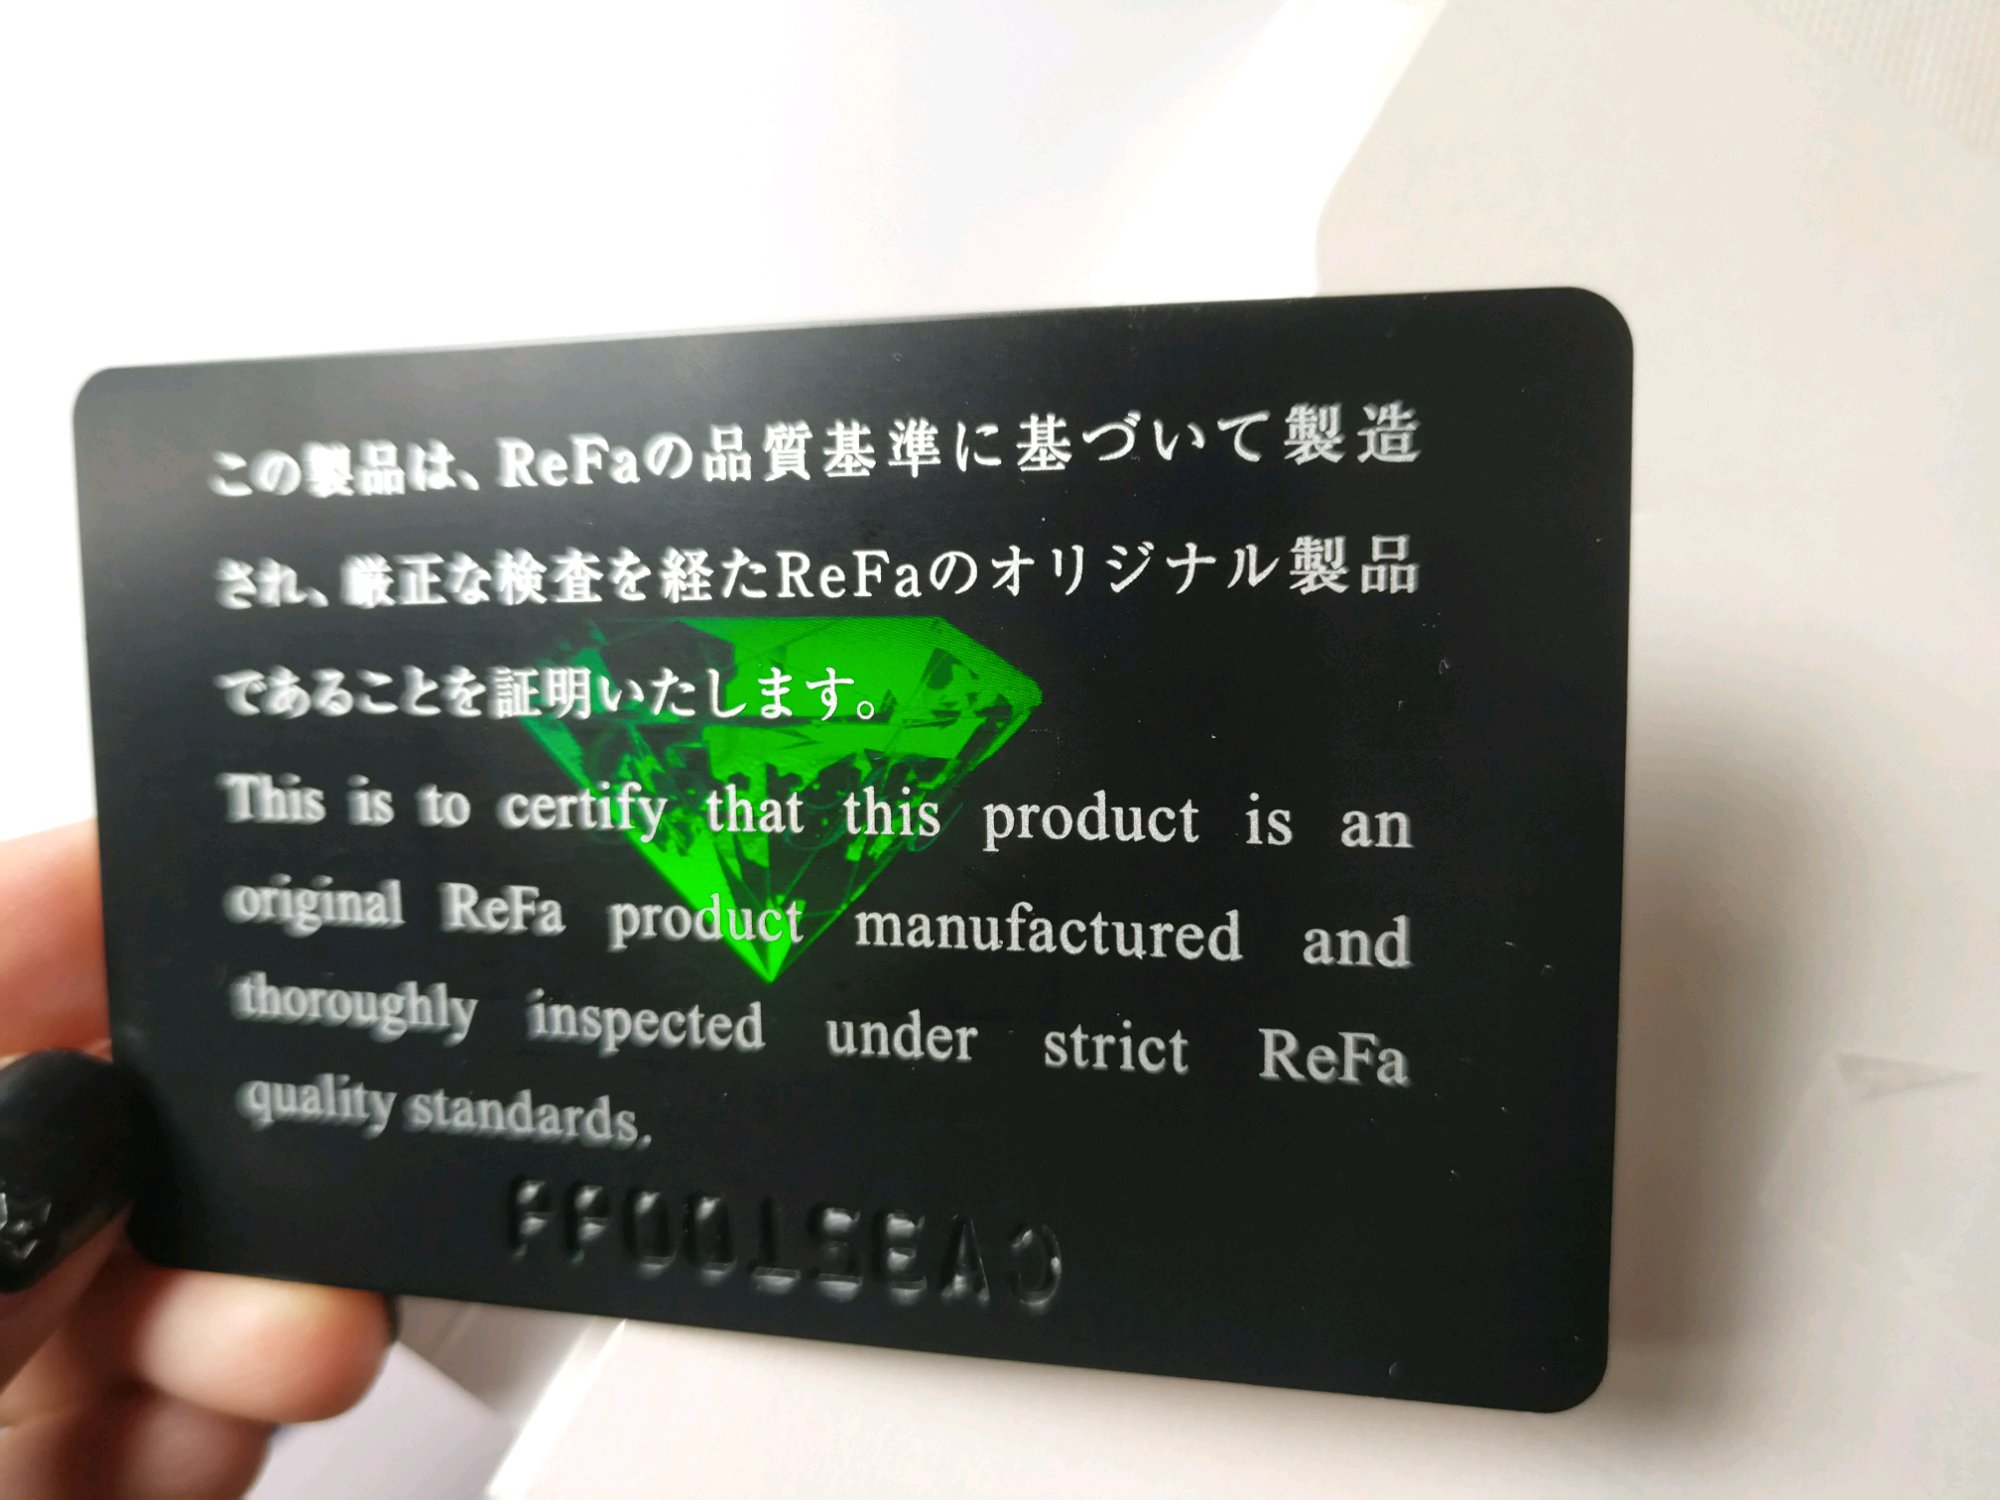 この製品は、ReFaの品質基準に基づいて製造
され、厳正な検査を経たReFaのオリジナル製品
であることを証明いたします。
This is to certify that this product is an
original ReFa product manufactured and
thoroughly inspected under strict ReFa
quality standards.